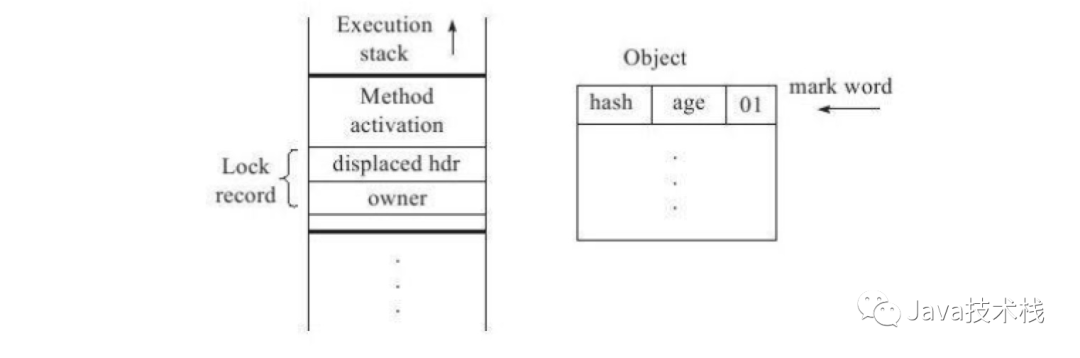 Execution
stack
Method
activation
Lock
record
displaced hdr
owner
Object
mark word
hash age 01
Java技术栈